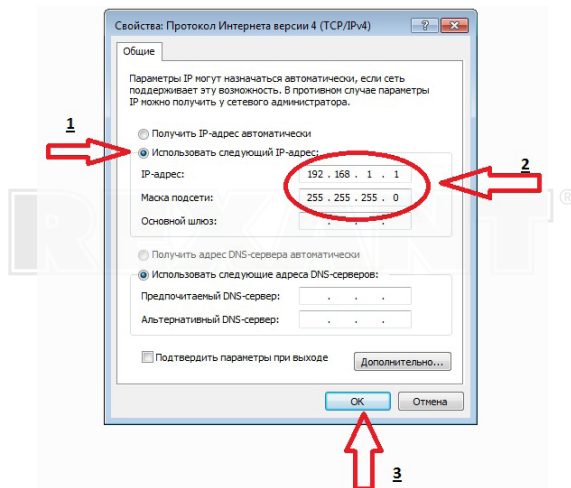 Свойства: Протокол Интернета версии 4 (TCP/IPv4)
Общие
Параметры IP могут назначаться автоматически, если сеть
поддерживает эту возможность. В противном случае параметры
IP можно получить у сетевого администратора.
1
Получить IP-адрес автоматически
Использовать следующий IP-адрес:
2
IP-адрес: 192 . 168 . 1 . 1
Маска подсети: 255 . 255 . 255 . 0
Основной шлюз: . . .
REXANT®
Получить адрес DNS-сервера автоматически
Использовать следующие адреса DNS-серверов:
Предпочитаемый DNS-сервер: . . .
Альтернативный DNS-сервер: . . .
Подтвердить параметры при выходе
Дополнительно...
OK
Отмена
3